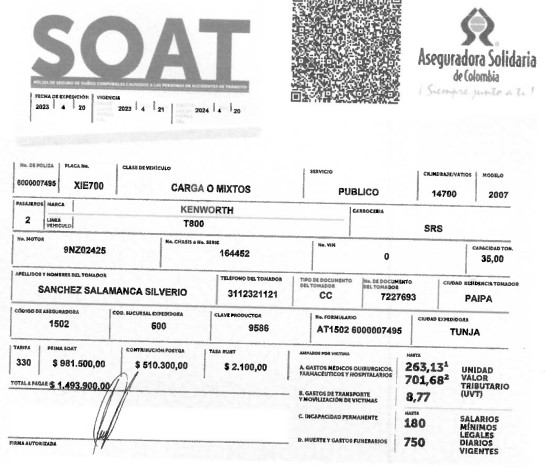 SOAT
PÓLIZA DE SEGURO DE DAÑOS CORPORALES CAUSADOS A LAS PERSONAS EN ACCIDENTES DE TRÁNSITO
Aseguradora Solidaria
de Colombia
¡Siempre junto a ti!
FECHA DE EXPEDICIÓN VIGENCIA
2023 4 20 2023 4 21 2024 4 20
No. DE POLIZA PLACA No. CLASE DE VEHÍCULO SERVICIO CILINDRAJE/VATIOS MODELO
6000007495 XIE700 CARGA O MIXTOS PUBLICO 14700 2007
PASAJEROS MARCA CARROCERIA
2 KENWORTH SRS
LINEA VEHICULO T800
No. MOTOR No. CHASIS o No. SERIE No. VIN CAPACIDAD TON.
9NZ02425 164452 0 35,00
APELLIDOS Y NOMBRES DEL TOMADOR TELEFONO DEL TOMADOR TIPO DE DOCUMENTO DEL TOMADOR No. DE DOCUMENTO DEL TOMADOR CIUDAD RESIDENCIA TOMADOR
SANCHEZ SALAMANCA SILVERIO 3112321121 CC 7227693 PAIPA
CÓDIGO DE ASEGURADORA COD. SUCURSAL EXPEDIDORA CLAVE PRODUCTOR No. FORMULARIO CIUDAD EXPEDIDORA
1502 600 9586 AT1502 6000007495 TUNJA
TARIFA PRIMA SOAT CONTRIBUCION FOSYGA TASA RUNT
330 $ 981.500,00 $ 510.300,00 $ 2.100,00
TOTAL A PAGAR $ 1.493.900,00
FIRMA AUTORIZADA
AMPAROS POR VICTIMA HASTA
A. GASTOS MÉDICOS QUIRURGICOS, FARMACÉUTICOS Y HOSPITALARIOS 263,13¹
701,68²
B. GASTOS DE TRANSPORTE Y MOVILIZACIÓN DE VICTIMAS 8,77
UNIDAD
VALOR
TRIBUTARIO
(UVT)
C. INCAPACIDAD PERMANENTE HASTA
180
D. MUERTE Y GASTOS FUNERARIOS 750
SALARIOS
MÍNIMOS
LEGALES
DIARIOS
VIGENTES